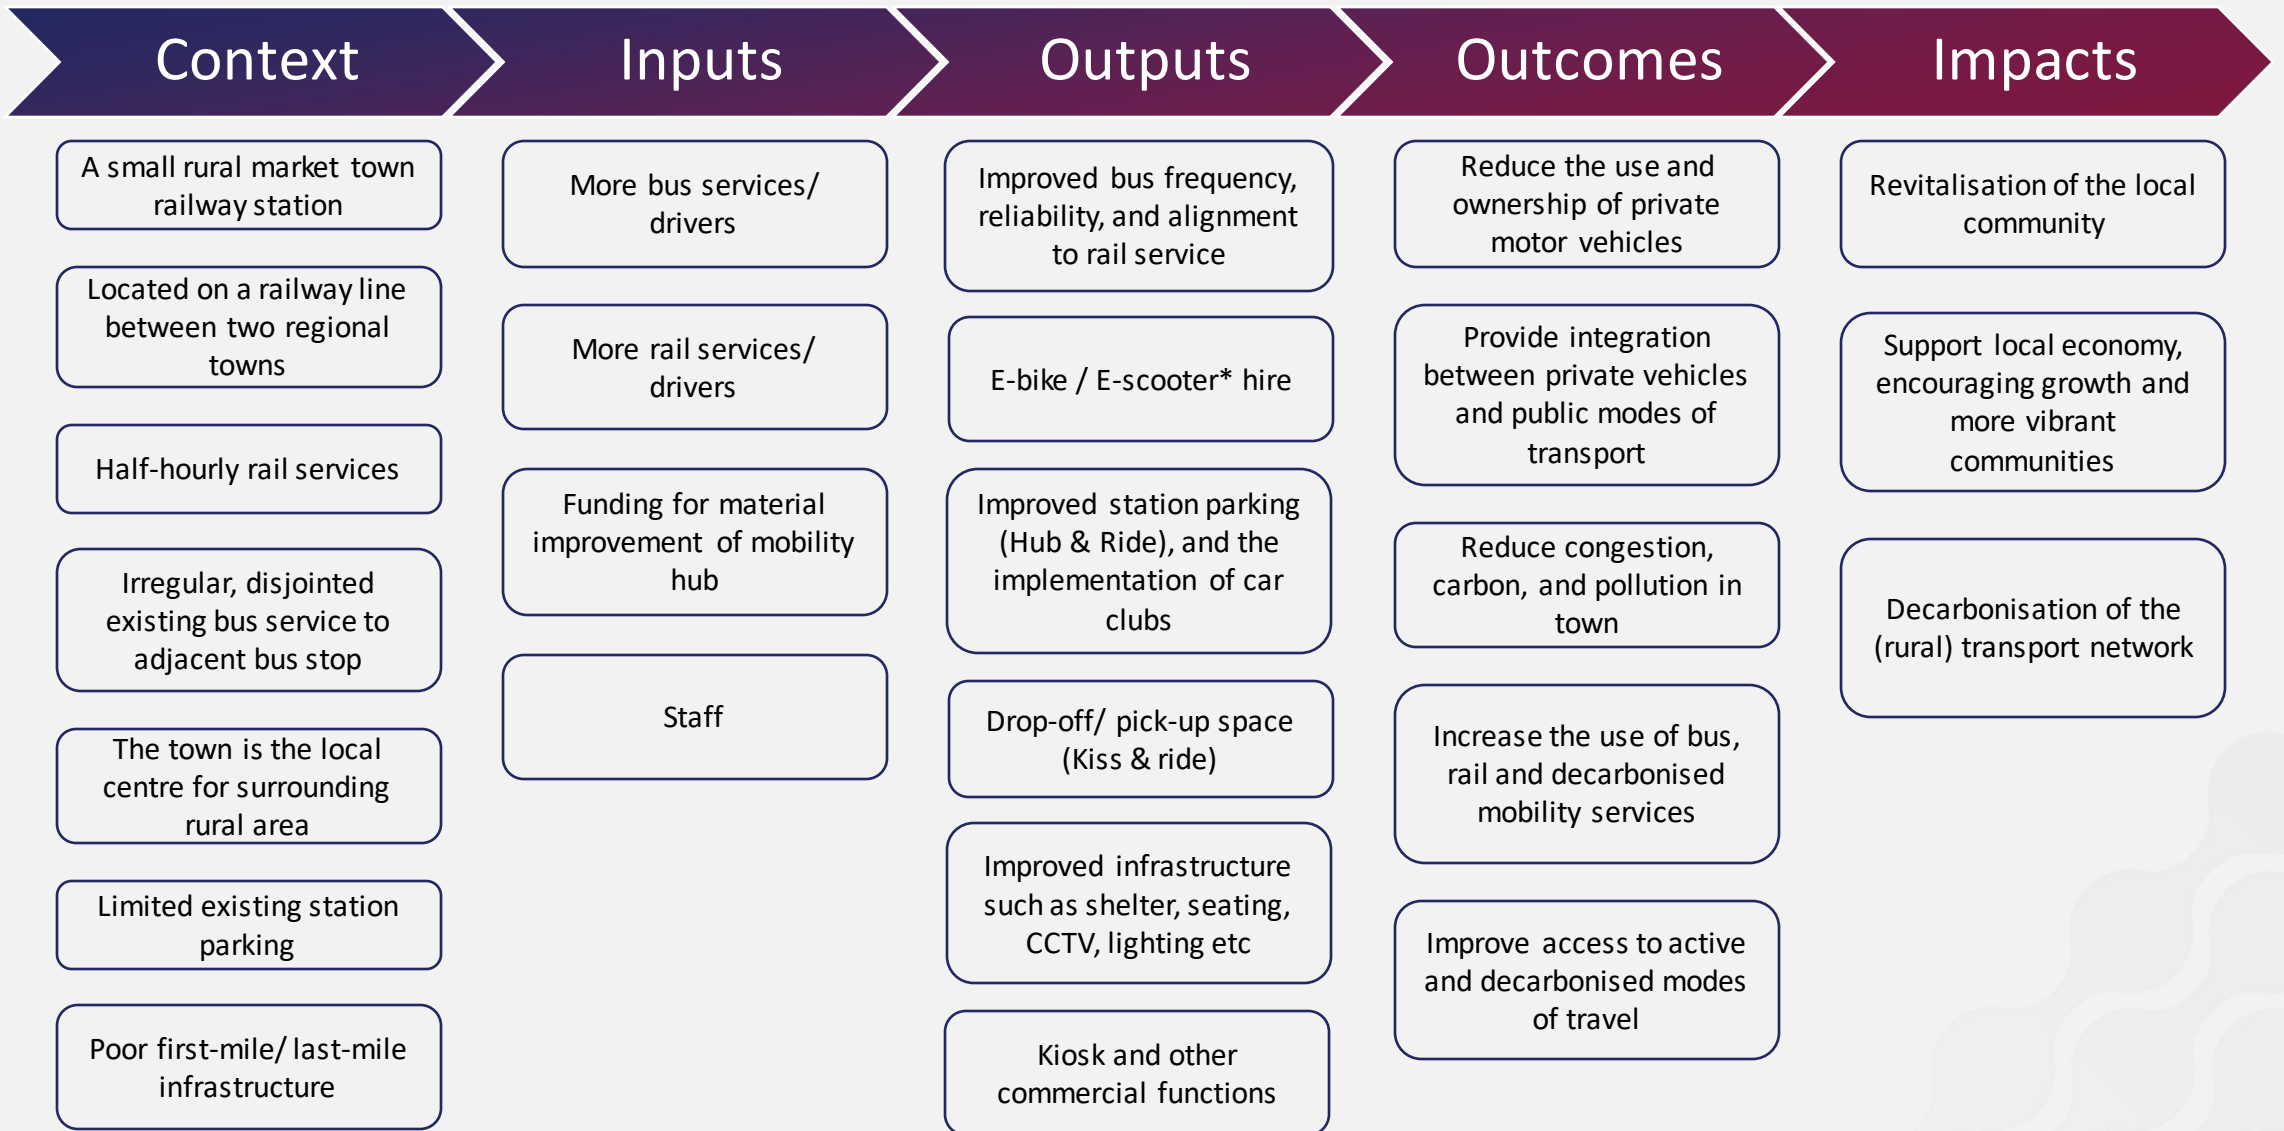 Context
Inputs
Outputs
Outcomes
Impacts
A small rural market town
railway station
Located on a railway line
between two regional
towns
Half-hourly rail services
Irregular, disjointed
existing bus service to
adjacent bus stop
The town is the local
centre for surrounding
rural area
Limited existing station
parking
Poor first-mile/ last-mile
infrastructure
More bus services/
drivers
More rail services/
drivers
Funding for material
improvement of mobility
hub
Staff
Improved bus frequency,
reliability, and alignment
to rail service
E-bike / E-scooter* hire
Improved station parking
(Hub & Ride), and the
implementation of car
clubs
Drop-off/ pick-up space
(Kiss & ride)
Improved infrastructure
such as shelter, seating,
CCTV, lighting etc
Kiosk and other
commercial functions
Reduce the use and
ownership of private
motor vehicles
Provide integration
between private vehicles
and public modes of
transport
Reduce congestion,
carbon, and pollution in
town
Increase the use of bus,
rail and decarbonised
mobility services
Improve access to active
and decarbonised modes
of travel
Revitalisation of the local
community
Support local economy,
encouraging growth and
more vibrant
communities
Decarbonisation of the
(rural) transport network